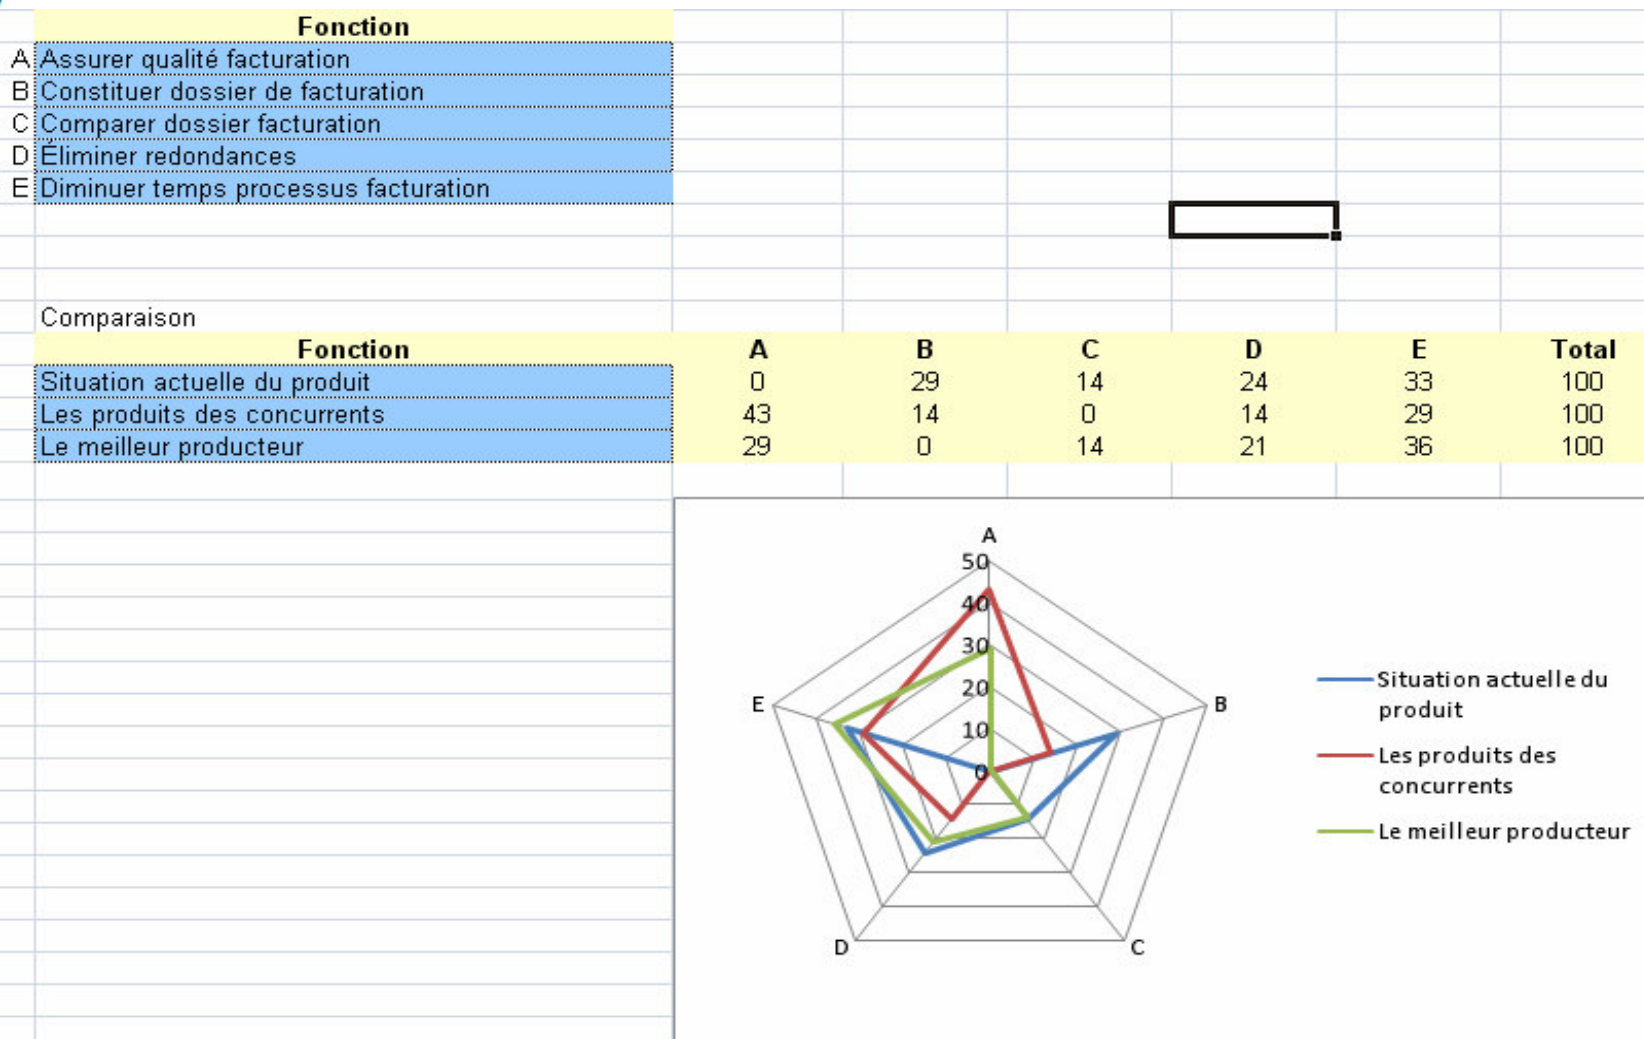 Fonction
A Assurer qualité facturation
B Constituer dossier de facturation
C Comparer dossier facturation
D Éliminer redondances
E Diminuer temps processus facturation
Comparaison
Fonction A B C D E Total
Situation actuelle du produit 0 29 14 24 33 100
Les produits des concurrents 43 14 0 14 29 100
Le meilleur producteur 29 0 14 21 36 100
A
50
40
30
20
10
0
E
B
D
C
Situation actuelle du
produit
Les produits des
concurrents
Le meilleur producteur